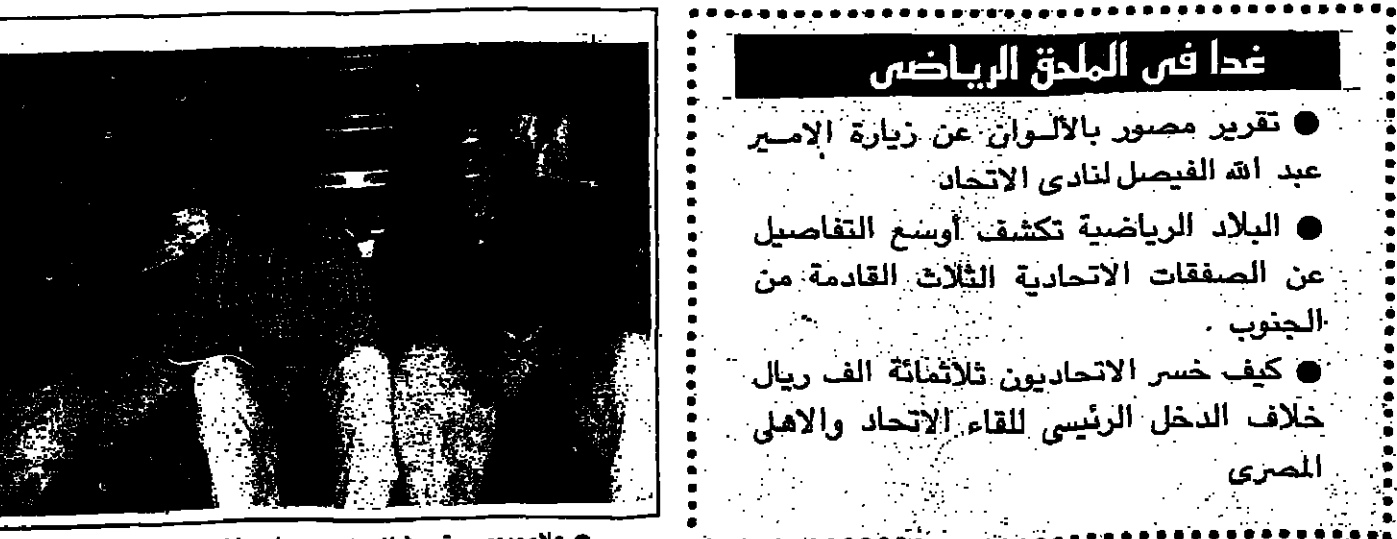 غدا فى الملحق الرياضى
● تقرير مصور بالألـوان عن زيارة الامـير
عبد الله الفيصل لنادى الاتحاد
● البلاد الرياضية تكشف أوسع التفاصيل
عن الصفقات الاتحادية الثلاث القادمة من
الجنوب .
● كيف خسر الاتحاديون ثلاثمائة الف ريال
خلاف الدخل الرئيسى للقاء الاتحاد والاهلى
المصرى